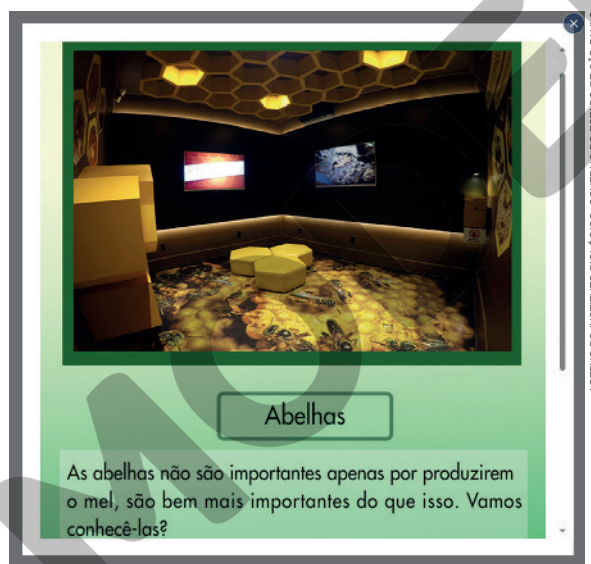 Abelhas
As abelhas não são importantes apenas por produzirem
o mel, são bem mais importantes do que isso. Vamos
conhecê-las?